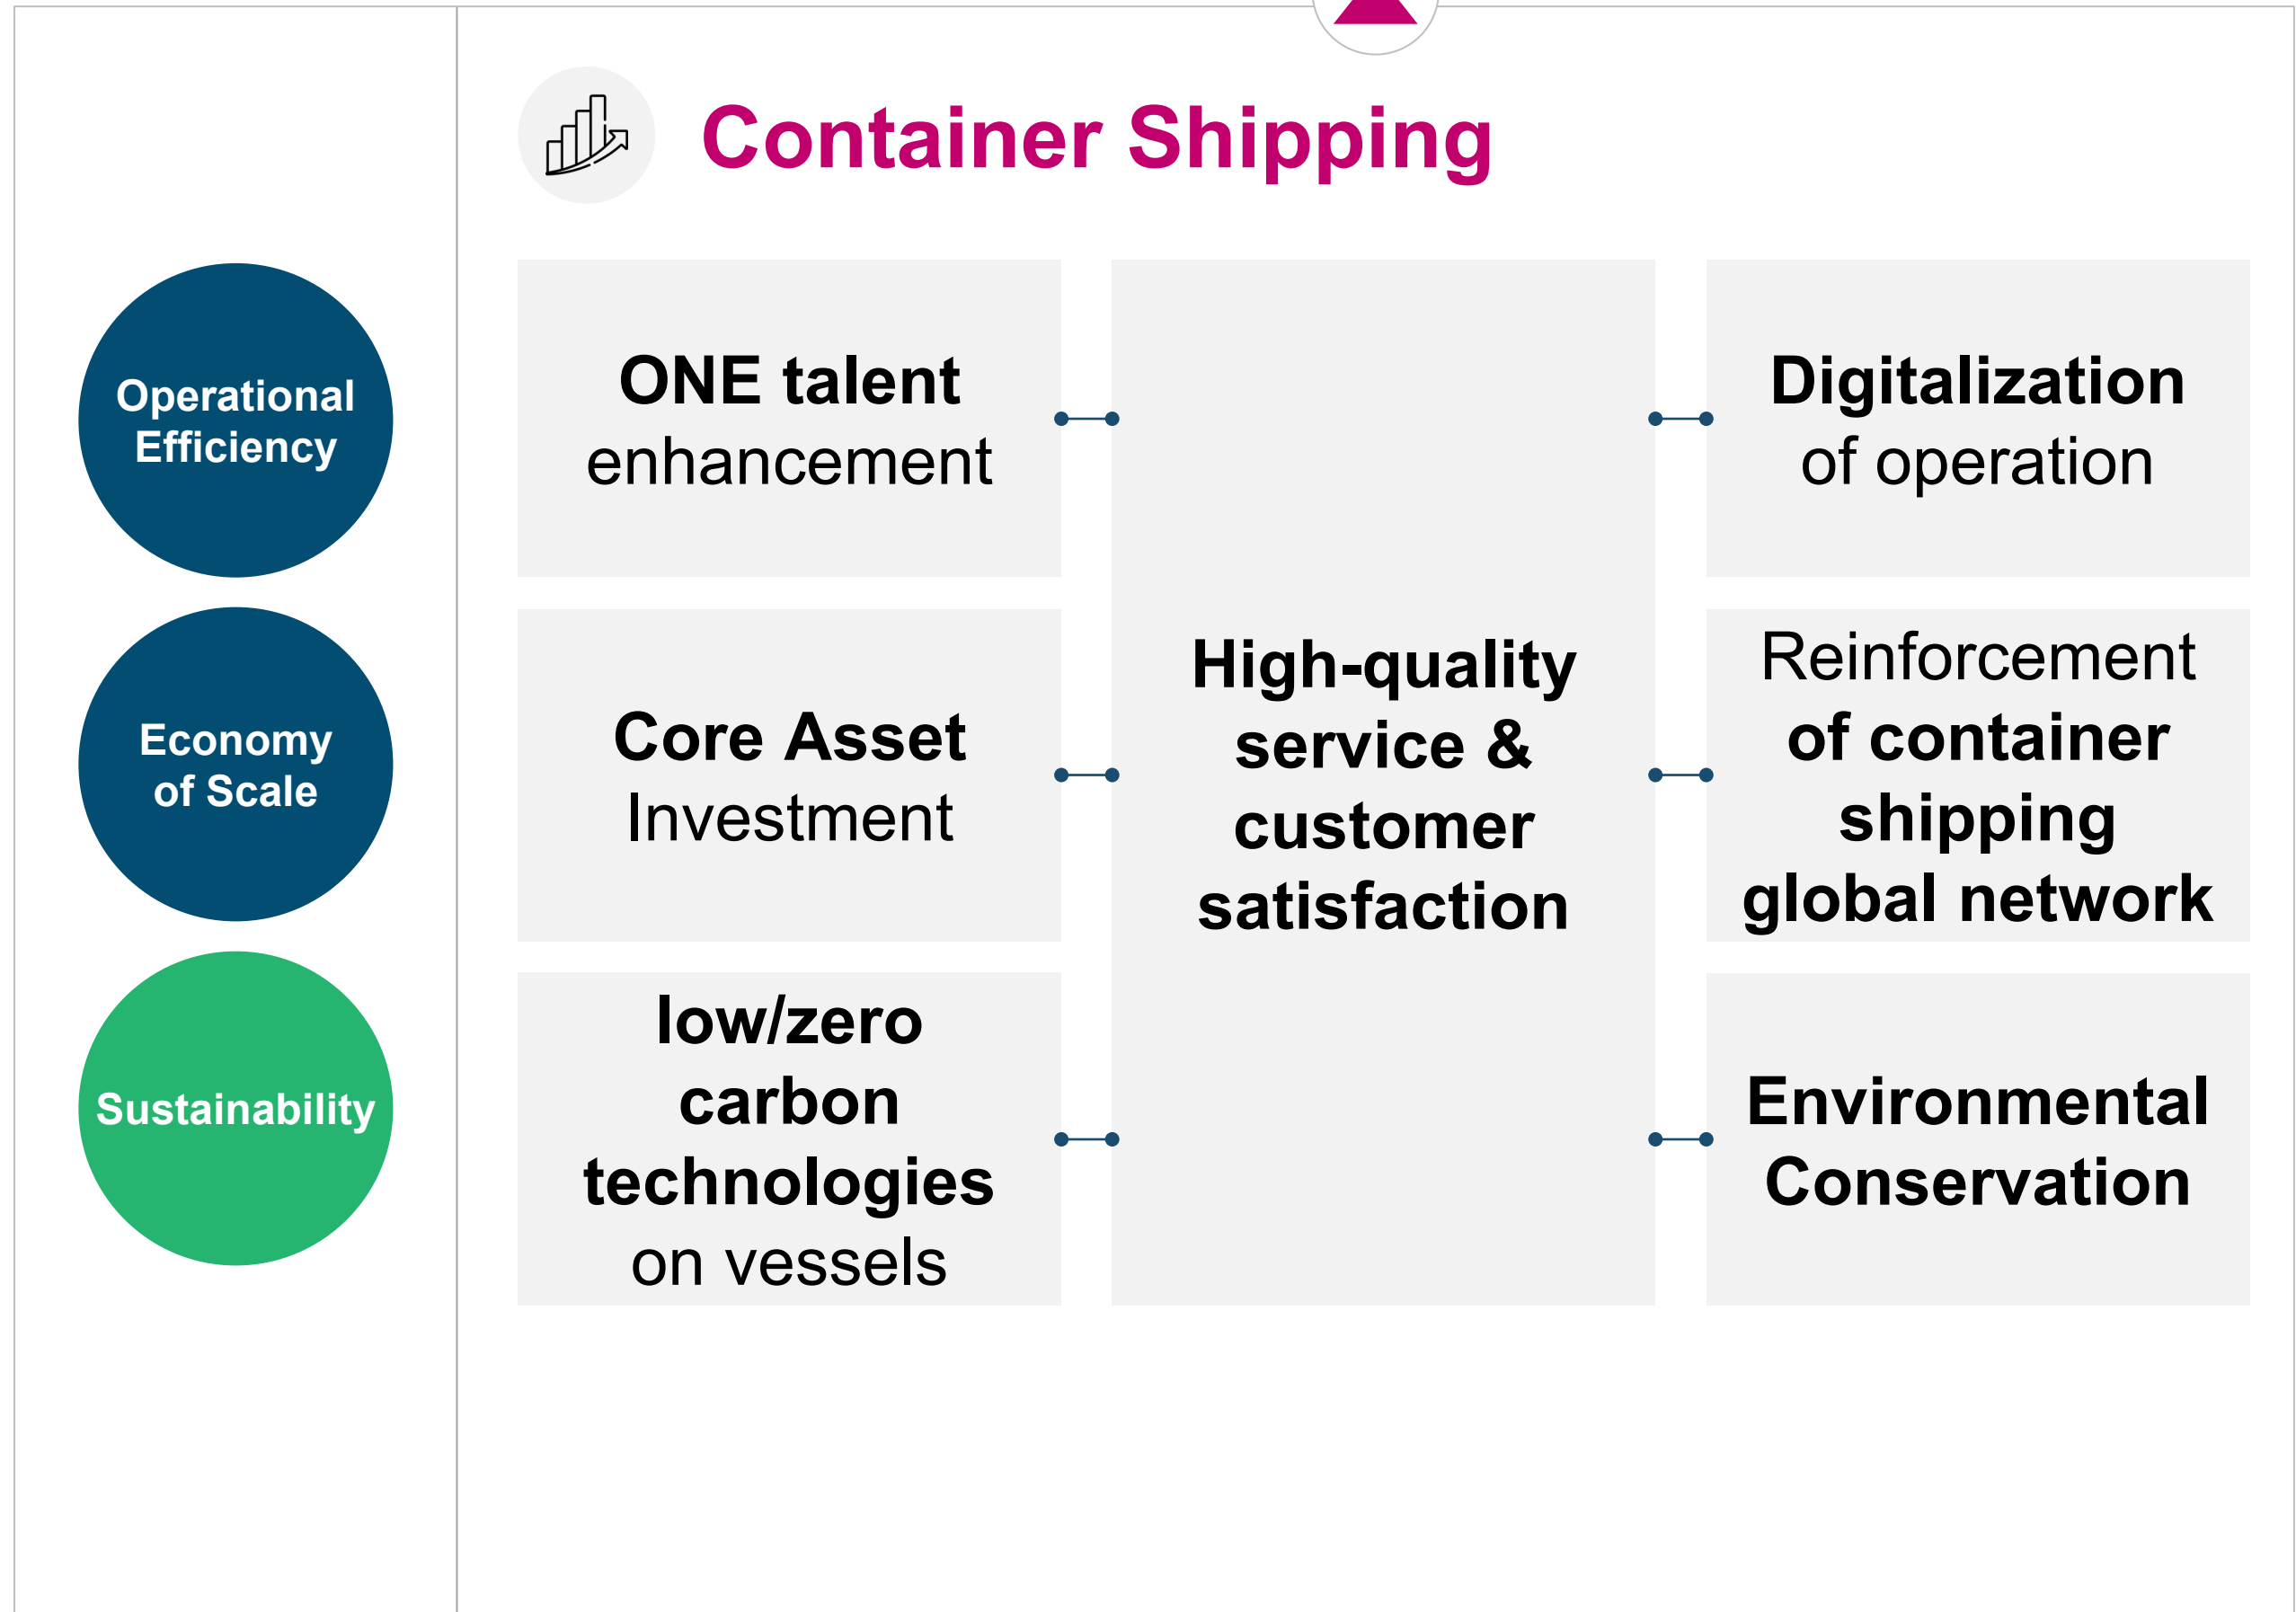 Container Shipping
Operational
Efficiency
ONE talent
enhancement
Digitalization
of operation
Economy
of Scale
Core Asset
Investment
High-quality
service &
customer
satisfaction
Reinforcement
of container
shipping
global network
Sustainability
low/zero
carbon
technologies
on vessels
Environmental
Conservation